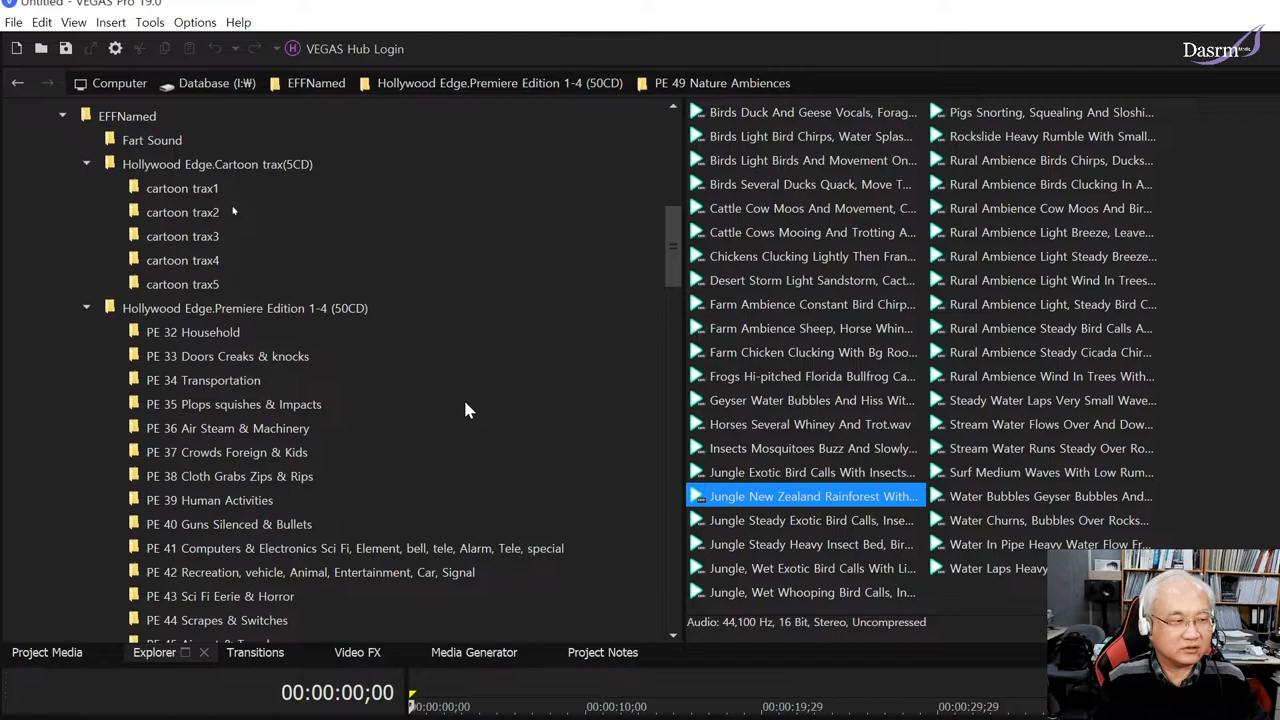 Untitled - VEGAS Pro 19.0
File Edit View Insert Tools Options Help
VEGAS Hub Login
Dasrm
Computer Database (I:₩) EFFNamed Hollywood Edge.Premiere Edition 1-4 (50CD) PE 49 Nature Ambiences
EFFNamed
Fart Sound
Hollywood Edge.Cartoon trax(5CD)
cartoon trax1
cartoon trax2
cartoon trax3
cartoon trax4
cartoon trax5
Hollywood Edge.Premiere Edition 1-4 (50CD)
PE 32 Household
PE 33 Doors Creaks & knocks
PE 34 Transportation
PE 35 Plops squishes & Impacts
PE 36 Air Steam & Machinery
PE 37 Crowds Foreign & Kids
PE 38 Cloth Grabs Zips & Rips
PE 39 Human Activities
PE 40 Guns Silenced & Bullets
PE 41 Computers & Electronics Sci Fi, Element, bell, tele, Alarm, Tele, special
PE 42 Recreation, vehicle, Animal, Entertainment, Car, Signal
PE 43 Sci Fi Eerie & Horror
PE 44 Scrapes & Switches
Birds Duck And Geese Vocals, Forag...
Birds Light Bird Chirps, Water Splas...
Birds Light Birds And Movement On...
Birds Several Ducks Quack, Move T...
Cattle Cow Moos And Movement, C...
Cattle Cows Mooing And Trotting A...
Chickens Clucking Lightly Then Fran...
Desert Storm Light Sandstorm, Cact...
Farm Ambience Constant Bird Chirp...
Farm Ambience Sheep, Horse Whin...
Farm Chicken Clucking With Bg Roo...
Frogs Hi-pitched Florida Bullfrog Ca...
Geyser Water Bubbles And Hiss Wit...
Horses Several Whiney And Trot.wav
Insects Mosquitoes Buzz And Slowly...
Jungle Exotic Bird Calls With Insects...
Jungle New Zealand Rainforest With...
Jungle Steady Exotic Bird Calls, Inse...
Jungle Steady Heavy Insect Bed, Bir...
Jungle, Wet Exotic Bird Calls With Li...
Jungle, Wet Whooping Bird Calls, In...
Pigs Snorting, Squealing And Sloshi...
Rockslide Heavy Rumble With Small...
Rural Ambience Birds Chirps, Ducks...
Rural Ambience Birds Clucking In A...
Rural Ambience Cow Moos And Bir...
Rural Ambience Light Breeze, Leave...
Rural Ambience Light Steady Breeze...
Rural Ambience Light Wind In Trees...
Rural Ambience Light, Steady Bird C...
Rural Ambience Steady Bird Calls A...
Rural Ambience Steady Cicada Chir...
Rural Ambience Wind In Trees With...
Steady Water Laps Very Small Wave...
Stream Water Flows Over And Dow...
Stream Water Runs Steady Over Ro...
Surf Medium Waves With Low Rum...
Water Bubbles Geyser Bubbles And...
Water Churns, Bubbles Over Rocks...
Water In Pipe Heavy Water Flow Fr...
Water Laps Heavy
Audio: 44,100 Hz, 16 Bit, Stereo, Uncompressed
Project Media Explorer Transitions Video FX Media Generator Project Notes
00:00:00;00
00:00:00;00 00:00:10;00 00:00:19;29 00:00:29;29